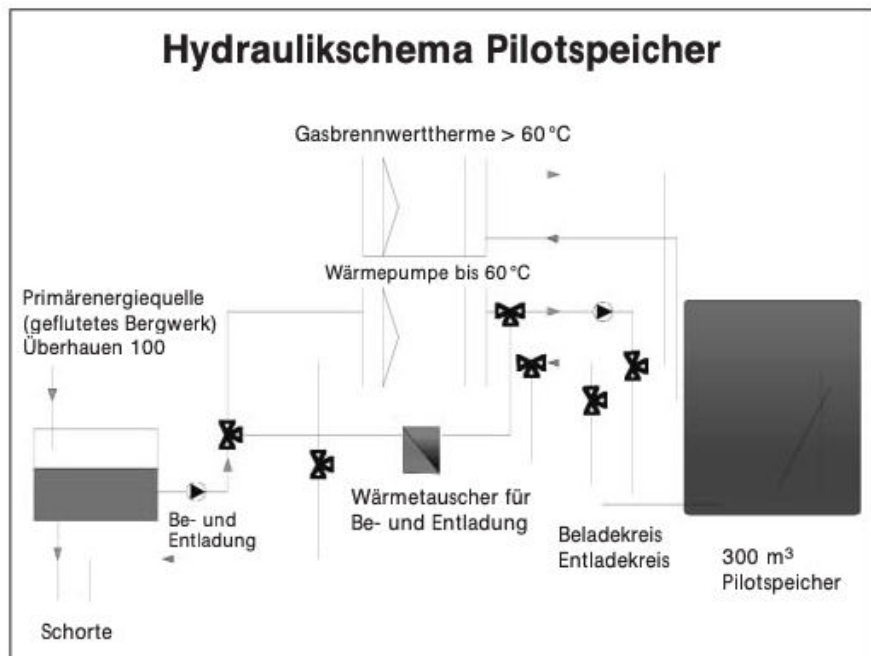 Hydraulikschema Pilotspeicher
Gasbrennwerttherme > 60 °C
Wärmepumpe bis 60 °C
Primärenergiequelle
(geflutetes Bergwerk)
Überhauen 100
Be- und
Entladung
Wärmetauscher für
Be- und Entladung
Beladekreis
Entladekreis
300 m³
Pilotspeicher
Schorte